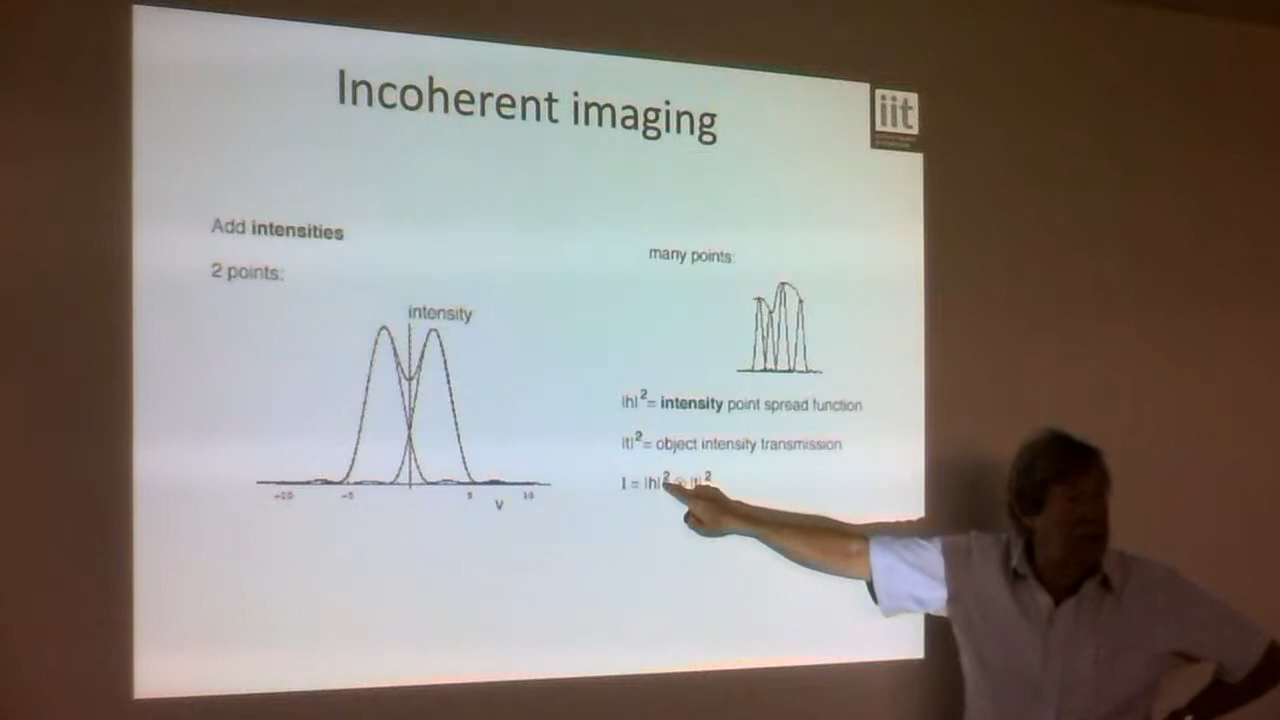 Incoherent imaging
iit
Add intensities
2 points:
intensity
-10 -5 5 10
V
many points:
|h|²= intensity point spread function
|t|²= object intensity transmission
I = |h|² ⊗ |t|²